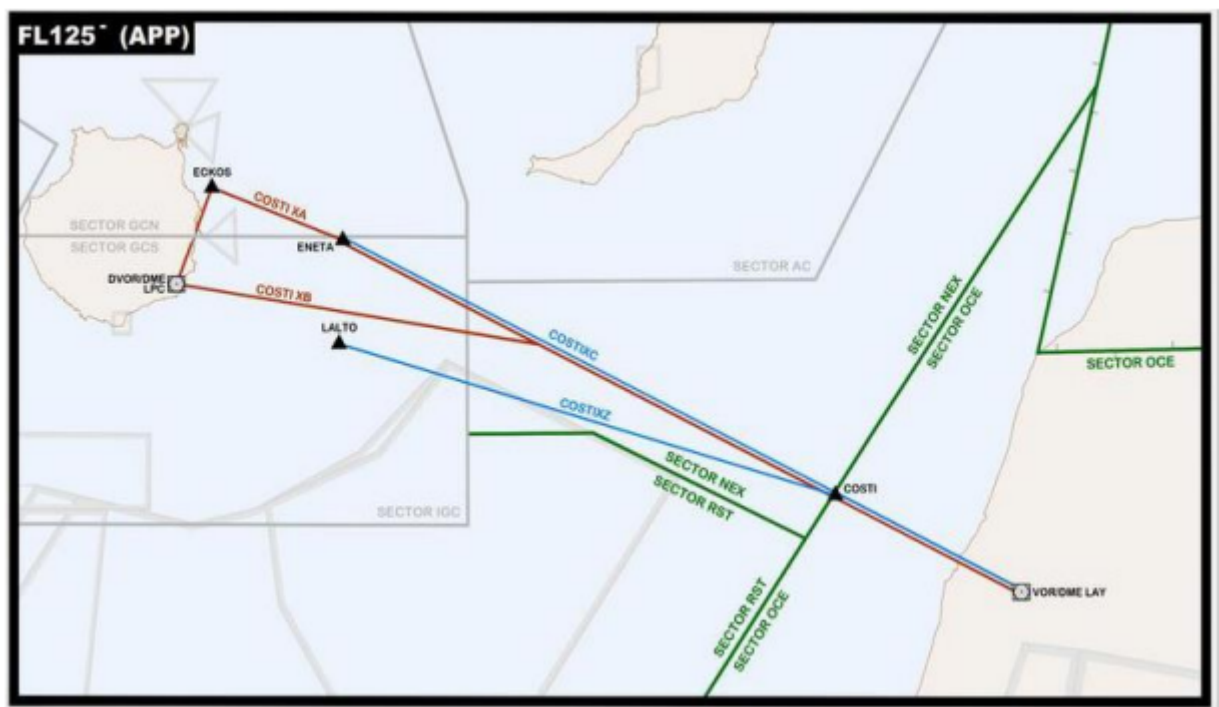 FL125- (APP)
ECKOS
COSTI XA
SECTOR GCN
SECTOR GCS
ENETA
DVOR/DME
LPC
COSTI XB
LALTO
COSTIXC
COSTIXZ
SECTOR AC
SECTOR NEX
SECTOR OCE
SECTOR OCE
SECTOR NEX
SECTOR RST
SECTOR IGC
COSTI
VOR/DME LAY
SECTOR RST
SECTOR OCE